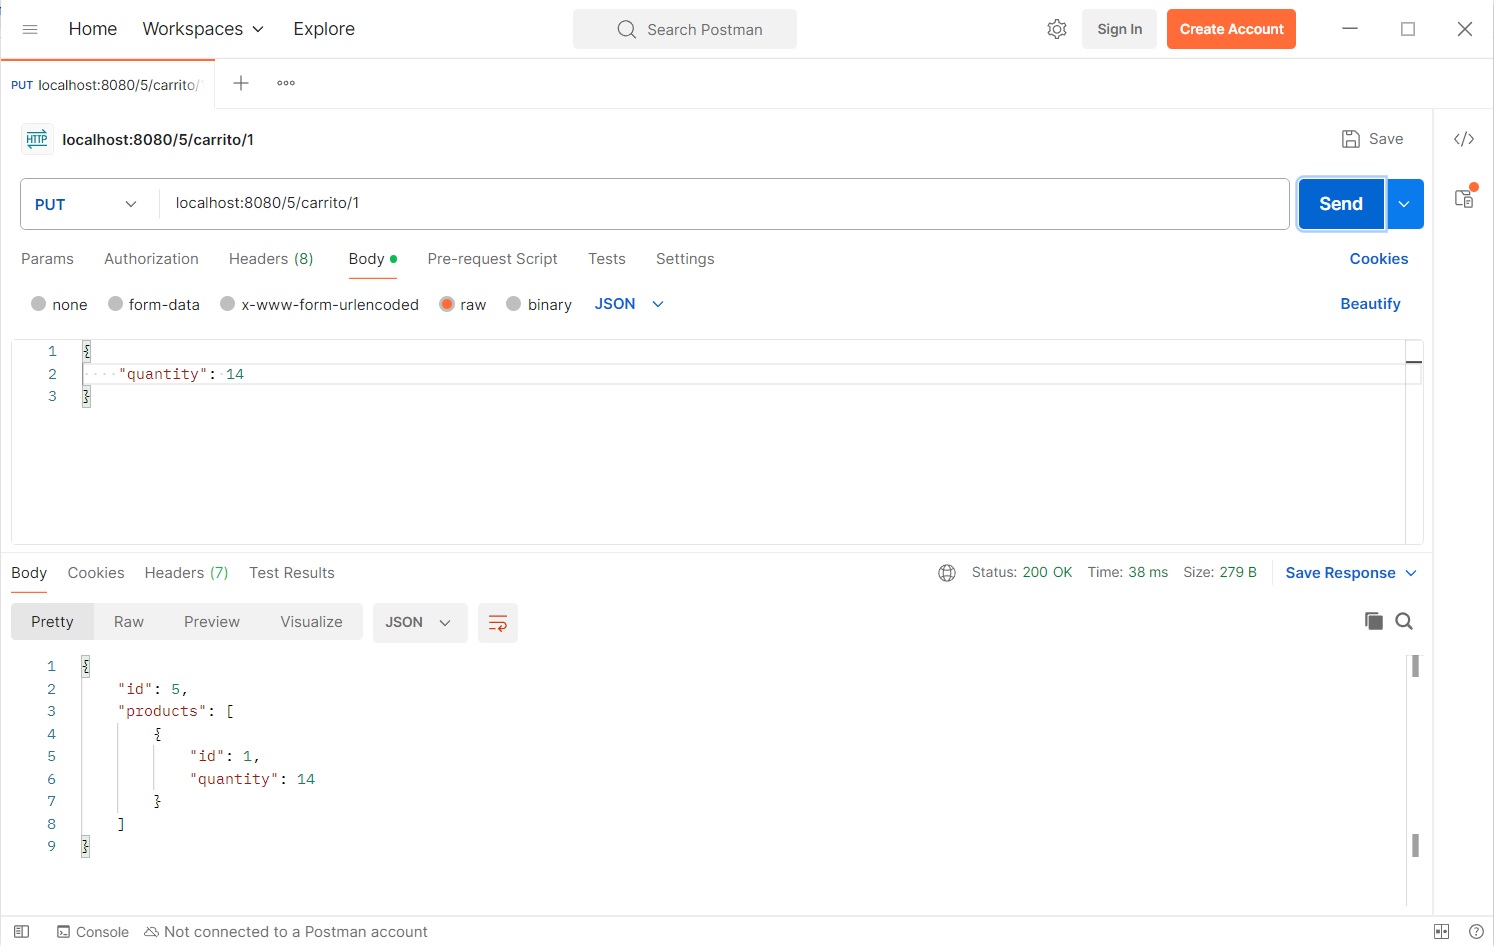 Home Workspaces Explore Search Postman Sign In Create Account
PUT localhost:8080/5/carrito/
HTTP localhost:8080/5/carrito/1 Save </>
PUT localhost:8080/5/carrito/1 Send
Params Authorization Headers (8) Body Pre-request Script Tests Settings Cookies
none form-data x-www-form-urlencoded raw binary JSON Beautify
1 {
2 ····"quantity":·14
3 }
Body Cookies Headers (7) Test Results Status: 200 OK Time: 38 ms Size: 279 B Save Response
Pretty Raw Preview Visualize JSON
1 {
2 "id": 5,
3 "products": [
4 {
5 "id": 1,
6 "quantity": 14
7 }
8 ]
9 }
Console Not connected to a Postman account